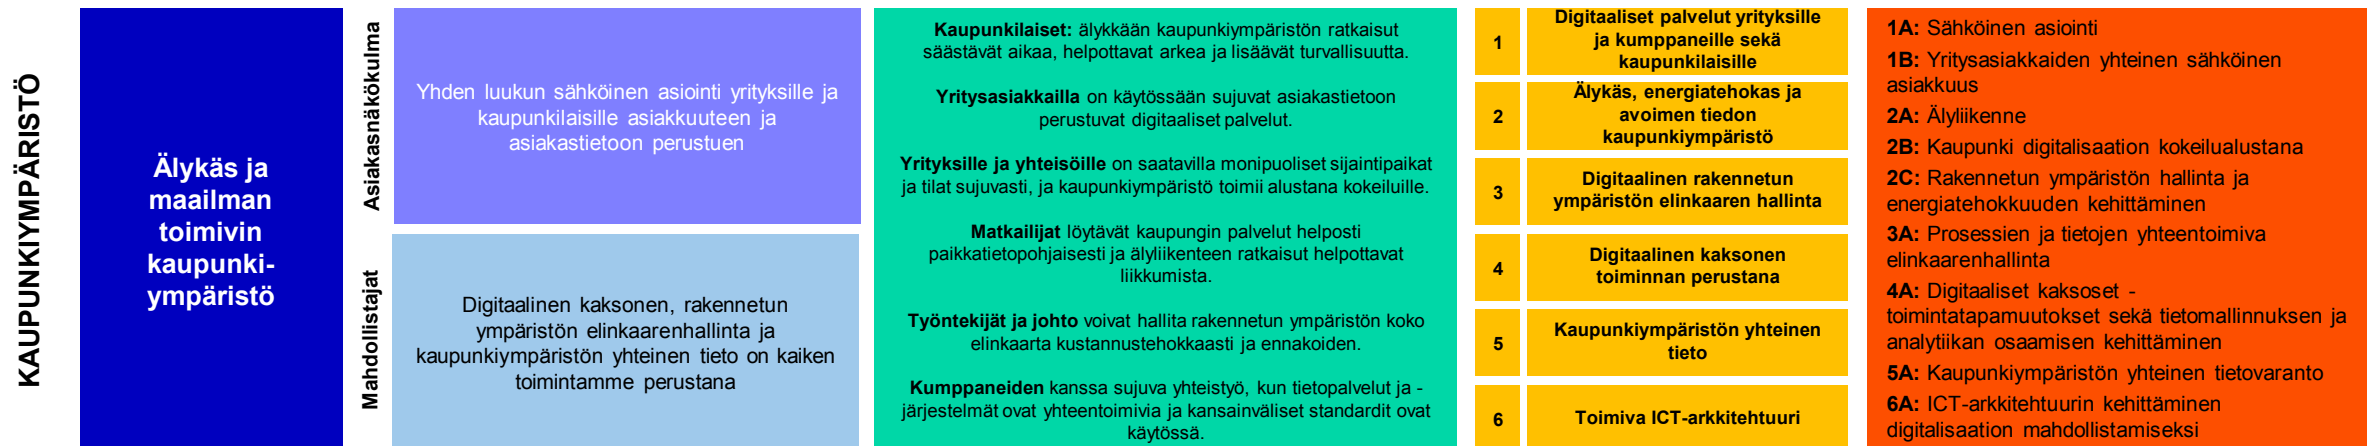 KAUPUNKIYMPÄRISTÖ
Älykäs ja
maailman
toimivin
kaupunki-
ympäristö
Asiakasnäkökulma
Yhden luukun sähköinen asiointi yrityksille ja
kaupunkilaisille asiakkuuteen ja
asiakastietoon perustuen
Mahdollistajat
Digitaalinen kaksonen, rakennetun
ympäristön elinkaarenhallinta ja
kaupunkiympäristön yhteinen tieto on kaiken
toimintamme perustana
Kaupunkilaiset: älykkään kaupunkiympäristön ratkaisut
säästävät aikaa, helpottavat arkea ja lisäävät turvallisuutta.
Yritysasiakkailla on käytössään sujuvat asiakastietoon
perustuvat digitaaliset palvelut.
Yrityksille ja yhteisöille on saatavilla monipuoliset sijaintipaikat
ja tilat sujuvasti, ja kaupunkiympäristö toimii alustana kokeiluille.
Matkailijat löytävät kaupungin palvelut helposti
paikkatietopohjaisesti ja älyliikenteen ratkaisut helpottavat
liikkumista.
Työntekijät ja johto voivat hallita rakennetun ympäristön koko
elinkaarta kustannustehokkaasti ja ennakoiden.
Kumppaneiden kanssa sujuva yhteistyö, kun tietopalvelut ja -
järjestelmät ovat yhteentoimivia ja kansainväliset standardit ovat
käytössä.
1
Digitaaliset palvelut yrityksille
ja kumppaneille sekä
kaupunkilaisille
2
Älykäs, energiatehokas ja
avoimen tiedon
kaupunkiympäristö
3
Digitaalinen rakennetun
ympäristön elinkaaren hallinta
4
Digitaalinen kaksonen
toiminnan perustana
5
Kaupunkiympäristön yhteinen
tieto
6
Toimiva ICT-arkkitehtuuri
1A: Sähköinen asiointi
1B: Yritysasiakkaiden yhteinen sähköinen
asiakkuus
2A: Älyliikenne
2B: Kaupunki digitalisaation kokeilualustana
2C: Rakennetun ympäristön hallinta ja
energiatehokkuuden kehittäminen
3A: Prosessien ja tietojen yhteentoimiva
elinkaarenhallinta
4A: Digitaaliset kaksoset -
toimintatapamuutokset sekä tietomallinnuksen ja
analytiikan osaamisen kehittäminen
5A: Kaupunkiympäristön yhteinen tietovaranto
6A: ICT-arkkitehtuurin kehittäminen
digitalisaation mahdollistamiseksi